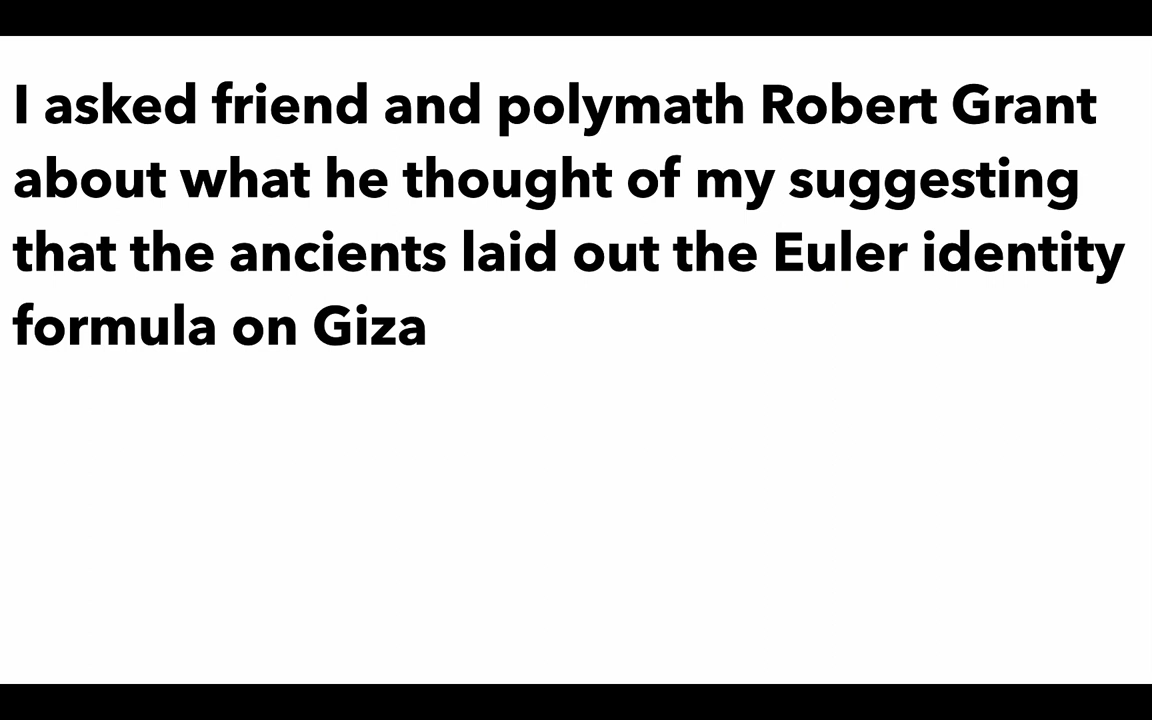 I asked friend and polymath Robert Grant
about what he thought of my suggesting
that the ancients laid out the Euler identity
formula on Giza